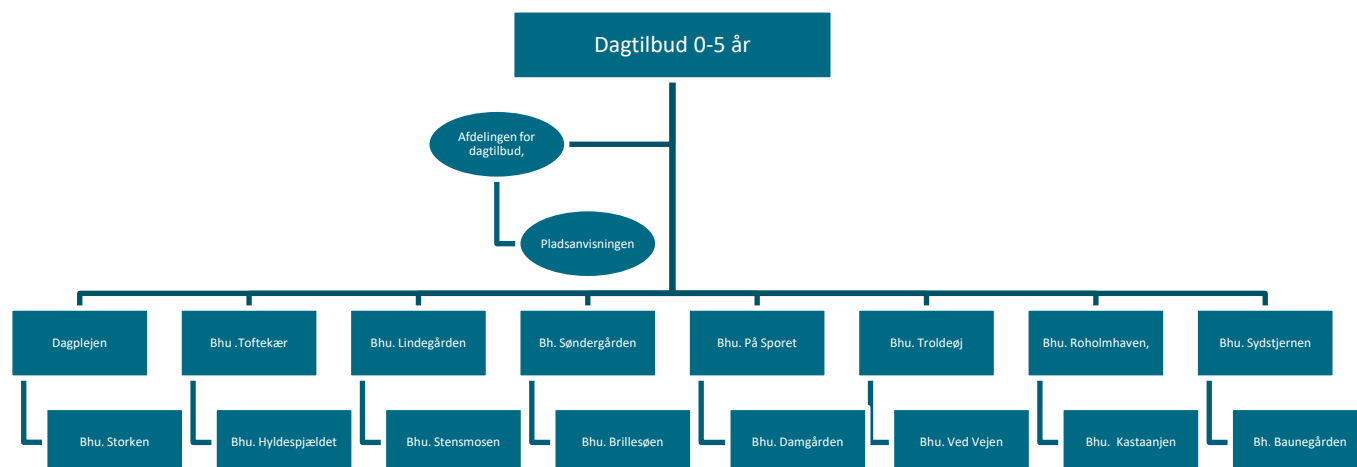 Dagtilbud 0-5 år
Afdelingen for
dagtilbud,
Pladsanvisningen
Dagplejen
Bhu .Toftekær
Bhu. Lindegården
Bh. Søndergården
Bhu. På Sporet
Bhu. Troldeøj
Bhu. Roholmhaven,
Bhu. Sydstjernen
Bhu. Storken
Bhu. Hyldespjældet
Bhu. Stensmosen
Bhu. Brillesøen
Bhu. Damgården
Bhu. Ved Vejen
Bhu. Kastaanjen
Bh. Baunegården